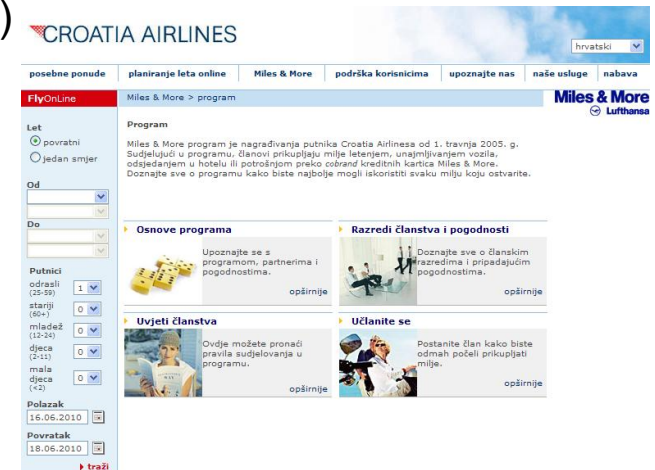 )
CROATIA AIRLINES
hrvatski
posebne ponude planiranje leta online Miles & More podrška korisnicima upoznajte nas naše usluge nabava
FlyOnLine
Miles & More > program
Miles & More
Lufthansa
Let
povratni
jedan smjer
Od
Do
Putnici
odrasli 1
(25-59)
stariji 0
(60+)
mladež 0
(12-24)
djeca 0
(2-11)
mala
djeca 0
(<2)
Polazak
16.06.2010
Povratak
18.06.2010
traži
Program
Miles & More program je nagrađivanja putnika Croatia Airlinesa od 1. travnja 2005. g.
Sudjelujući u programu, članovi prikupljaju milje letenjem, unajmljivanjem vozila,
odsjedanjem u hotelu ili potrošnjom preko cobrand kreditnih kartica Miles & More.
Doznajte sve o programu kako biste najbolje mogli iskoristiti svaku milju koju ostvarite.
Osnove programa
Upoznajte se s
programom, partnerima i
pogodnostima.
opširnije
Razredi članstva i pogodnosti
Doznajte sve o članskim
razredima i pripadajućim
pogodnostima.
opširnije
Uvjeti članstva
Ovdje možete pronaći
pravila sudjelovanja u
programu.
opširnije
Učlanite se
Postanite član kako biste
odmah počeli prikupljati
milje.
opširnije